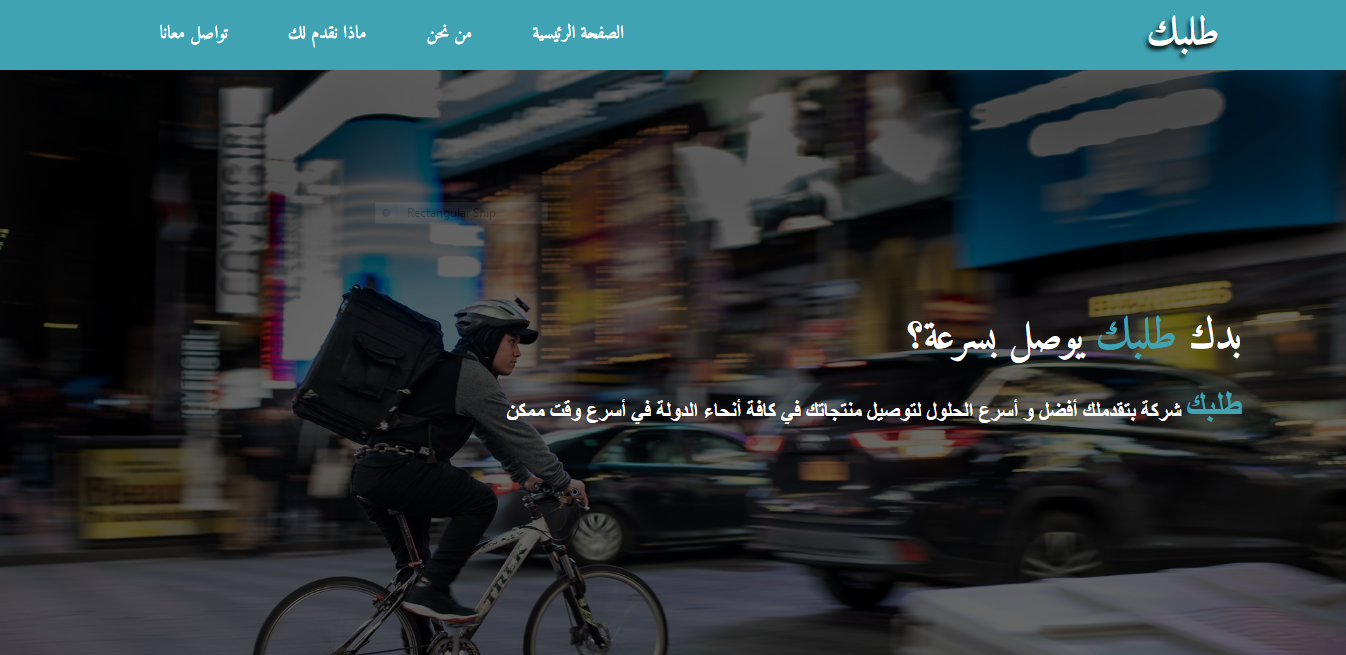 طلبك
الصفحة الرئيسية
من نحن
ماذا نقدم لك
تواصل معانا
Rectangular Snip
بدك طلبك يوصل بسرعة؟
طلبك شركة بتقدملك أفضل و أسرع الحلول لتوصيل منتجاتك في كافة أنحاء الدولة في أسرع وقت ممكن
TREK